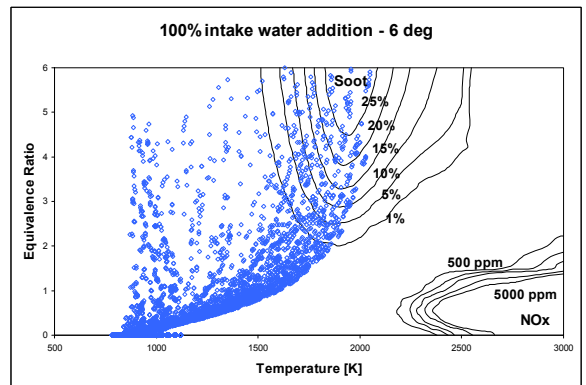 100% intake water addition - 6 deg
Equivalence Ratio
6
5
4
3
2
1
0
Soot
25%
20%
15%
10%
5%
1%
500 ppm
5000 ppm
NOx
500 1000 1500 2000 2500 3000
Temperature [K]